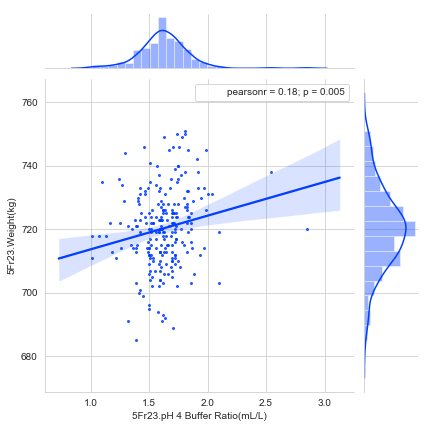 pearsonr = 0.18; p = 0.005
760
740
720
700
680
5Fr23.Weight(kg)
1.0 1.5 2.0 2.5 3.0
5Fr23.pH 4 Buffer Ratio(mL/L)